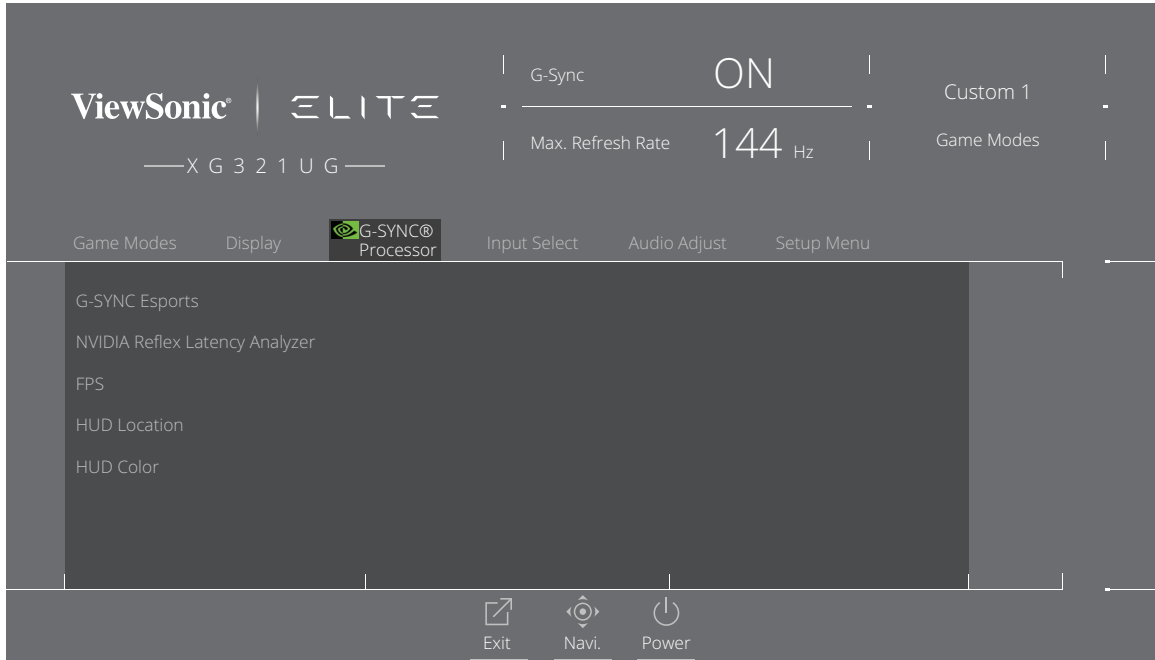 ViewSonic® ELITE
XG321UG
G-Sync ON
Max. Refresh Rate 144 Hz
Custom 1
Game Modes
Game Modes
Display
G-SYNC®
Processor
Input Select
Audio Adjust
Setup Menu
G-SYNC Esports
NVIDIA Reflex Latency Analyzer
FPS
HUD Location
HUD Color
Exit
Navi.
Power